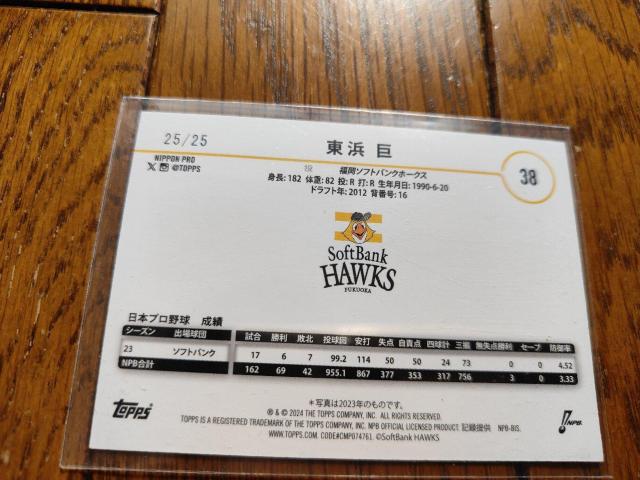 25/25
東浜 巨
38
NIPPON PRO
@TOPPS
投 福岡ソフトバンクホークス
身長: 182 体重: 82 投: R 打: R 生年月日: 1990-6-20
ドラフト年: 2012 背番号: 16
SoftBank
HAWKS
FUKUOKA
日本プロ野球 成績
シーズン 出場球団 試合 勝利 敗北 投球回 安打 失点 自責点 四球計 三振 無失点勝利 セーブ 防御率
23 ソフトバンク 17 6 7 99.2 114 50 50 24 73 0 0 4.52
NPB合計 162 69 42 955.1 867 377 353 317 756 3 0 3.33
*写真は2023年のものです。
® & © 2024 THE TOPPS COMPANY, INC. ALL RIGHTS RESERVED.
TOPPS IS A REGISTERED TRADEMARK OF THE TOPPS COMPANY, INC. NPB OFFICIAL LICENSED PRODUCT. 記録提供 NPB-BIS.
WWW.TOPPS.COM. CODE#CMP074761. ©SoftBank HAWKS
Topps
NPB